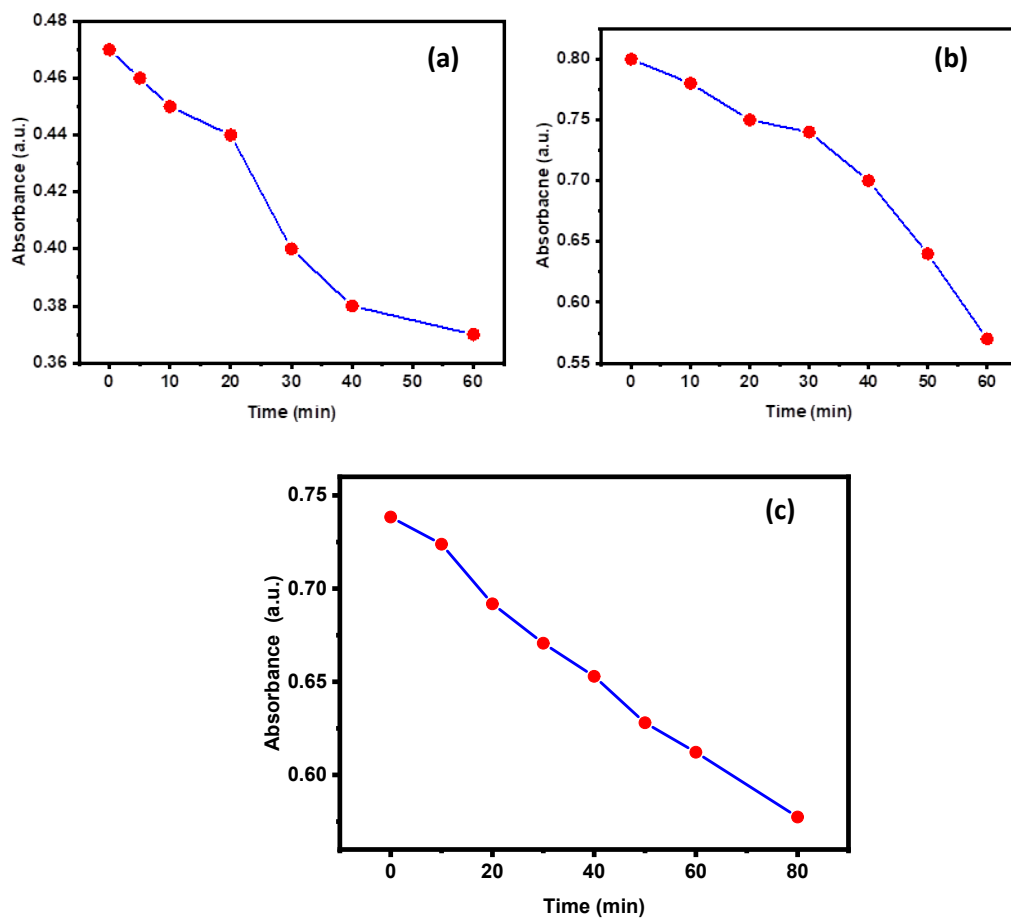 (a)
Absorbance (a.u.)
0.48
0.46
0.44
0.42
0.40
0.38
0.36
0 10 20 30 40 50 60
Time (min)
(b)
Absorbacne (a.u.)
0.80
0.75
0.70
0.65
0.60
0.55
0 10 20 30 40 50 60
Time (min)
(c)
Absorbance (a.u.)
0.75
0.70
0.65
0.60
0 20 40 60 80
Time (min)